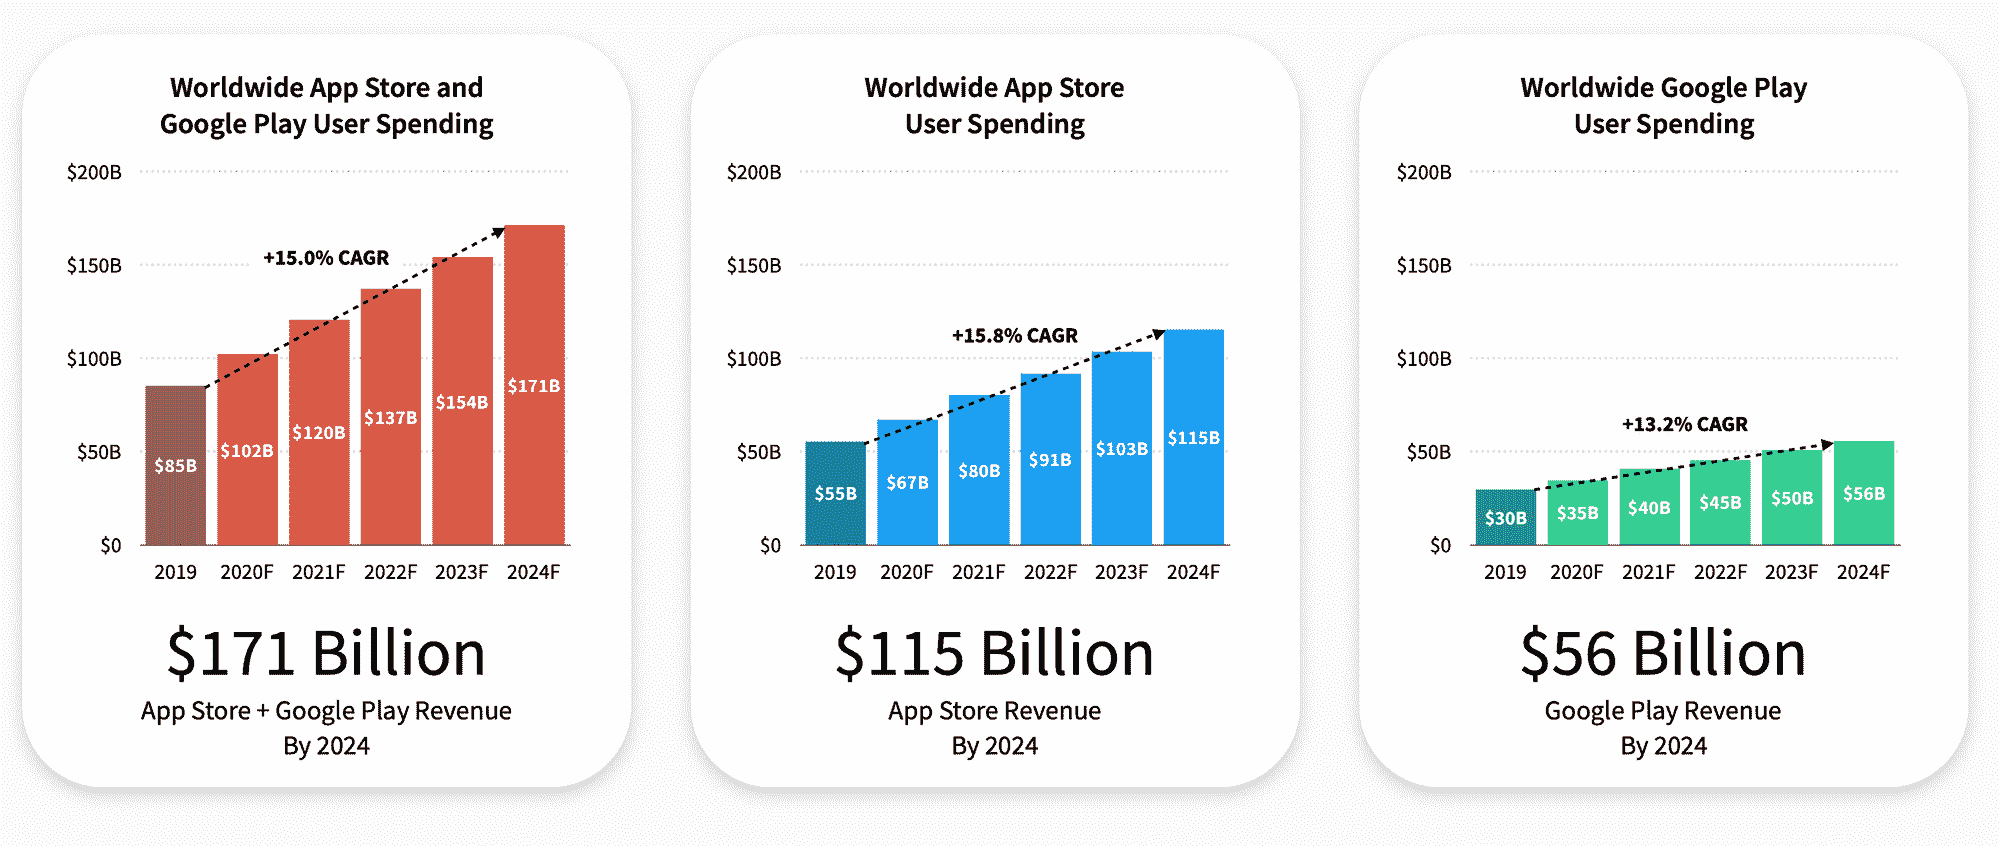 Worldwide App Store and
Google Play User Spending
$200B
$150B
$100B
$50B
$0
+15.0% CAGR
$85B
$102B
$120B
$137B
$154B
$171B
2019
2020F
2021F
2022F
2023F
2024F
$171 Billion
App Store + Google Play Revenue
By 2024
Worldwide App Store
User Spending
$200B
$150B
$100B
$50B
$0
+15.8% CAGR
$55B
$67B
$80B
$91B
$103B
$115B
2019
2020F
2021F
2022F
2023F
2024F
$115 Billion
App Store Revenue
By 2024
Worldwide Google Play
User Spending
$200B
$150B
$100B
$50B
$0
+13.2% CAGR
$30B
$35B
$40B
$45B
$50B
$56B
2019
2020F
2021F
2022F
2023F
2024F
$56 Billion
Google Play Revenue
By 2024